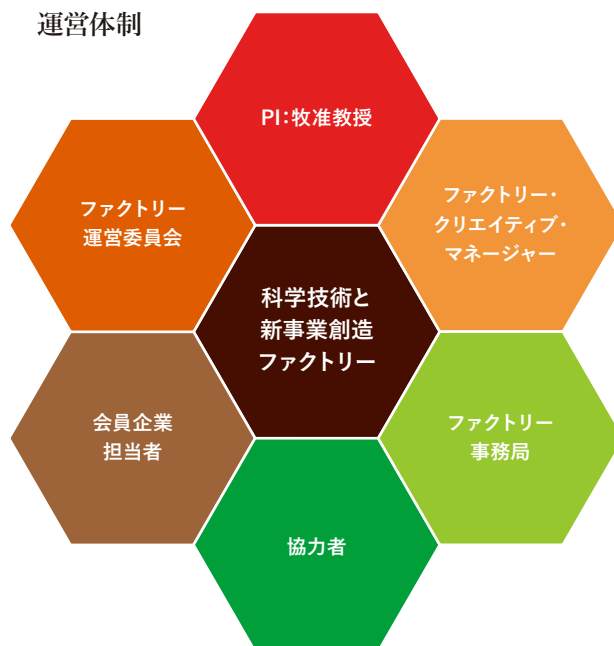 運営体制
PI：牧准教授
ファクトリー
運営委員会
ファクトリー・
クリエイティブ・
マネージャー
科学技術と
新事業創造
ファクトリー
会員企業
担当者
ファクトリー
事務局
協力者